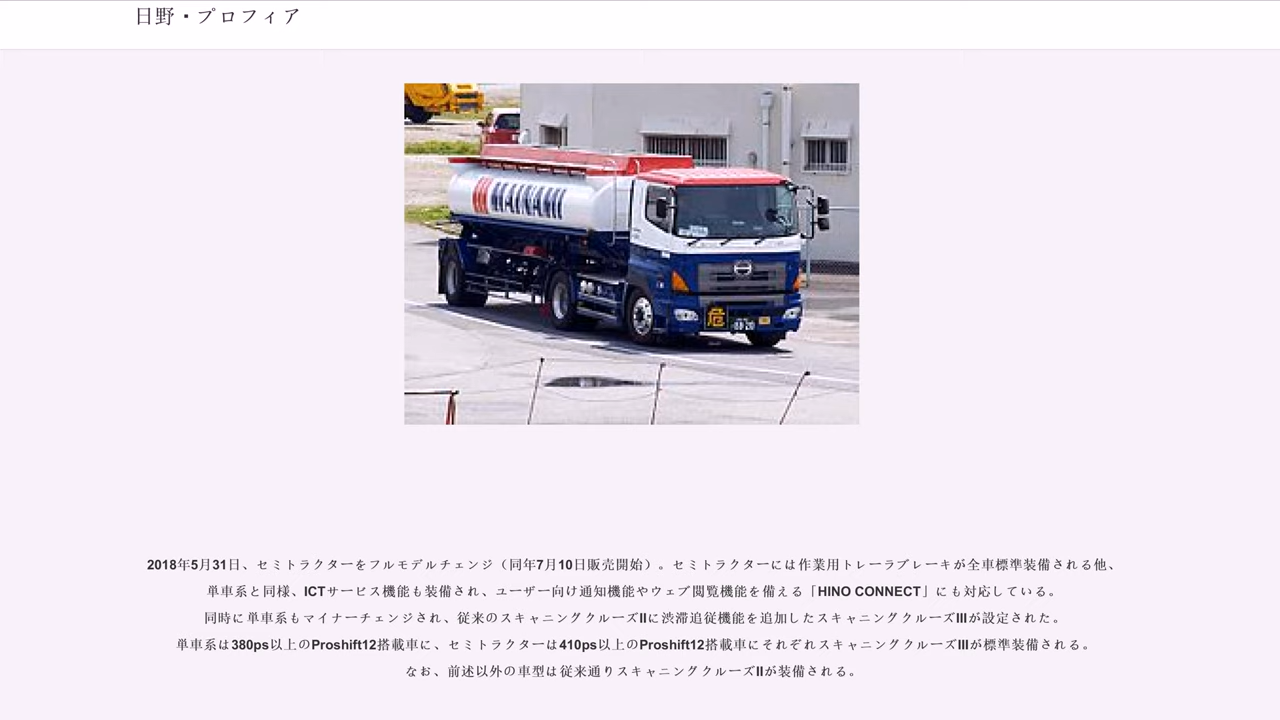 日野・プロフィア
MAINAMI
危
2018年5月31日、セミトラクターをフルモデルチェンジ（同年7月10日販売開始）。セミトラクターには作業用トレーラブレーキが全車標準装備される他、
単車系と同様、ICTサービス機能も装備され、ユーザー向け通知機能やウェブ閲覧機能を備える「HINO CONNECT」にも対応している。
同時に単車系もマイナーチェンジされ、従来のスキャニングクルーズIIに渋滞追従機能を追加したスキャニングクルーズIIIが設定された。
単車系は380ps以上のProshift12搭載車に、セミトラクターは410ps以上のProshift12搭載車にそれぞれスキャニングクルーズIIIが標準装備される。
なお、前述以外の車型は従来通りスキャニングクルーズIIが装備される。